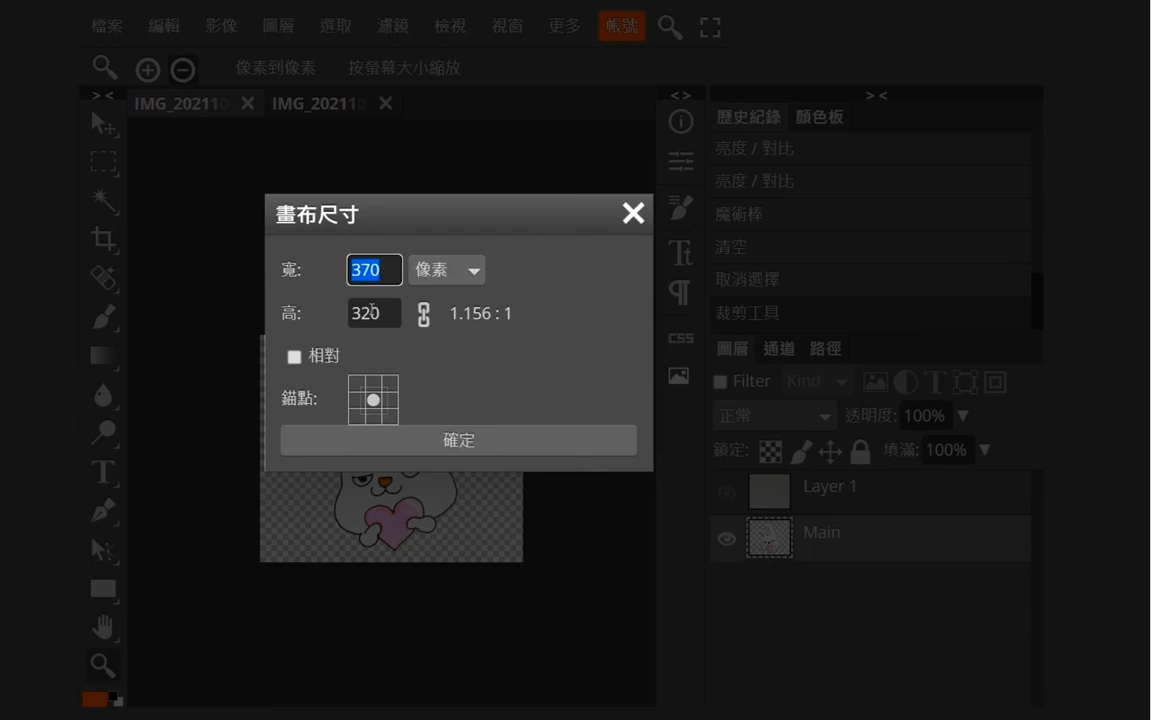 檔案 編輯 影像 圖層 選取 濾鏡 檢視 視窗 更多 帳號
像素到像素 按螢幕大小縮放
> < IMG_202110 IMG_202110 < > > <
歷史紀錄 顏色板
亮度 / 對比
亮度 / 對比
魔術棒
清空
取消選擇
裁剪工具
畫布尺寸
寬: 370 像素
高: 320 1.156 : 1
相對
錨點:
確定
CSS
圖層 通道 路徑
Filter Kind
正常 透明度: 100%
鎖定: 填滿: 100%
Layer 1
Main